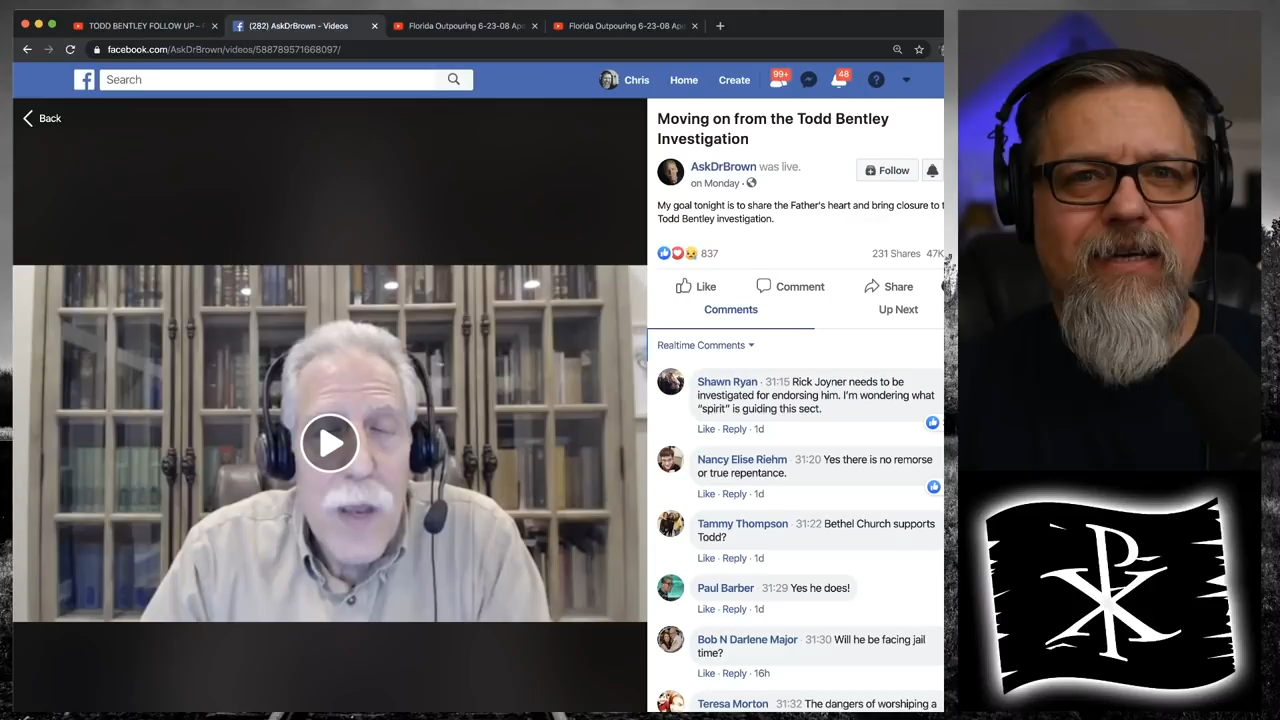 TODD BENTLEY FOLLOW UP –
(282) AskDrBrown - Videos
Florida Outpouring 6-23-08
Florida Outpouring 6-23-08
facebook.com/AskDrBrown/videos/588789571668097/
Search
Chris
Home
Create
99+
48
Back
Moving on from the Todd Bentley
Investigation
AskDrBrown was live.
on Monday ·
Follow
My goal tonight is to share the Father's heart and bring closure to
Todd Bentley investigation.
837
231 Shares
47K
Like
Comment
Share
Comments
Up Next
Realtime Comments
Shawn Ryan · 31:15 Rick Joyner needs to be
investigated for endorsing him. I'm wondering what
"spirit" is guiding this sect.
Like · Reply · 1d
Nancy Elise Riehm · 31:20 Yes there is no remorse
or true repentance.
Like · Reply · 1d
Tammy Thompson · 31:22 Bethel Church supports
Todd?
Like · Reply · 1d
Paul Barber · 31:29 Yes he does!
Like · Reply · 1d
Bob N Darlene Major · 31:30 Will he be facing jail
time?
Like · Reply · 16h
Teresa Morton · 31:32 The dangers of worshiping a